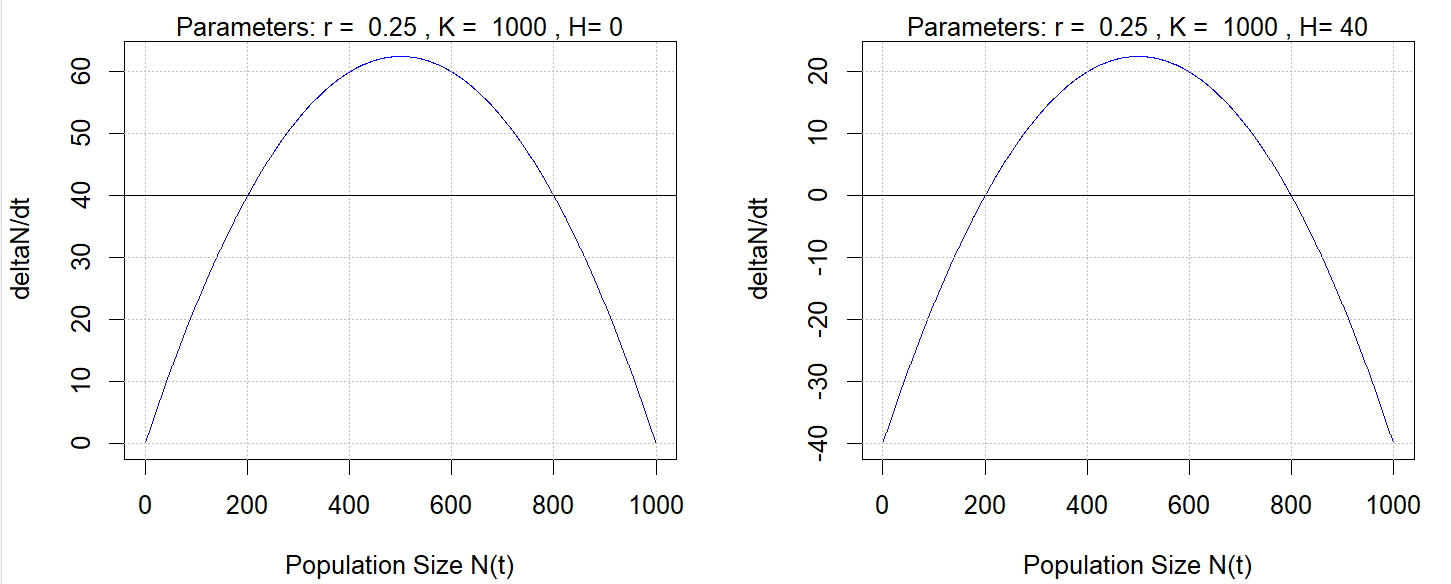 Parameters: r =  0.25 , K =  1000 , H= 0
60
50
40
30
20
10
0
deltaN/dt
0 200 400 600 800 1000
Population Size N(t)
Parameters: r =  0.25 , K =  1000 , H= 40
20
10
0
-10
-20
-30
-40
deltaN/dt
0 200 400 600 800 1000
Population Size N(t)